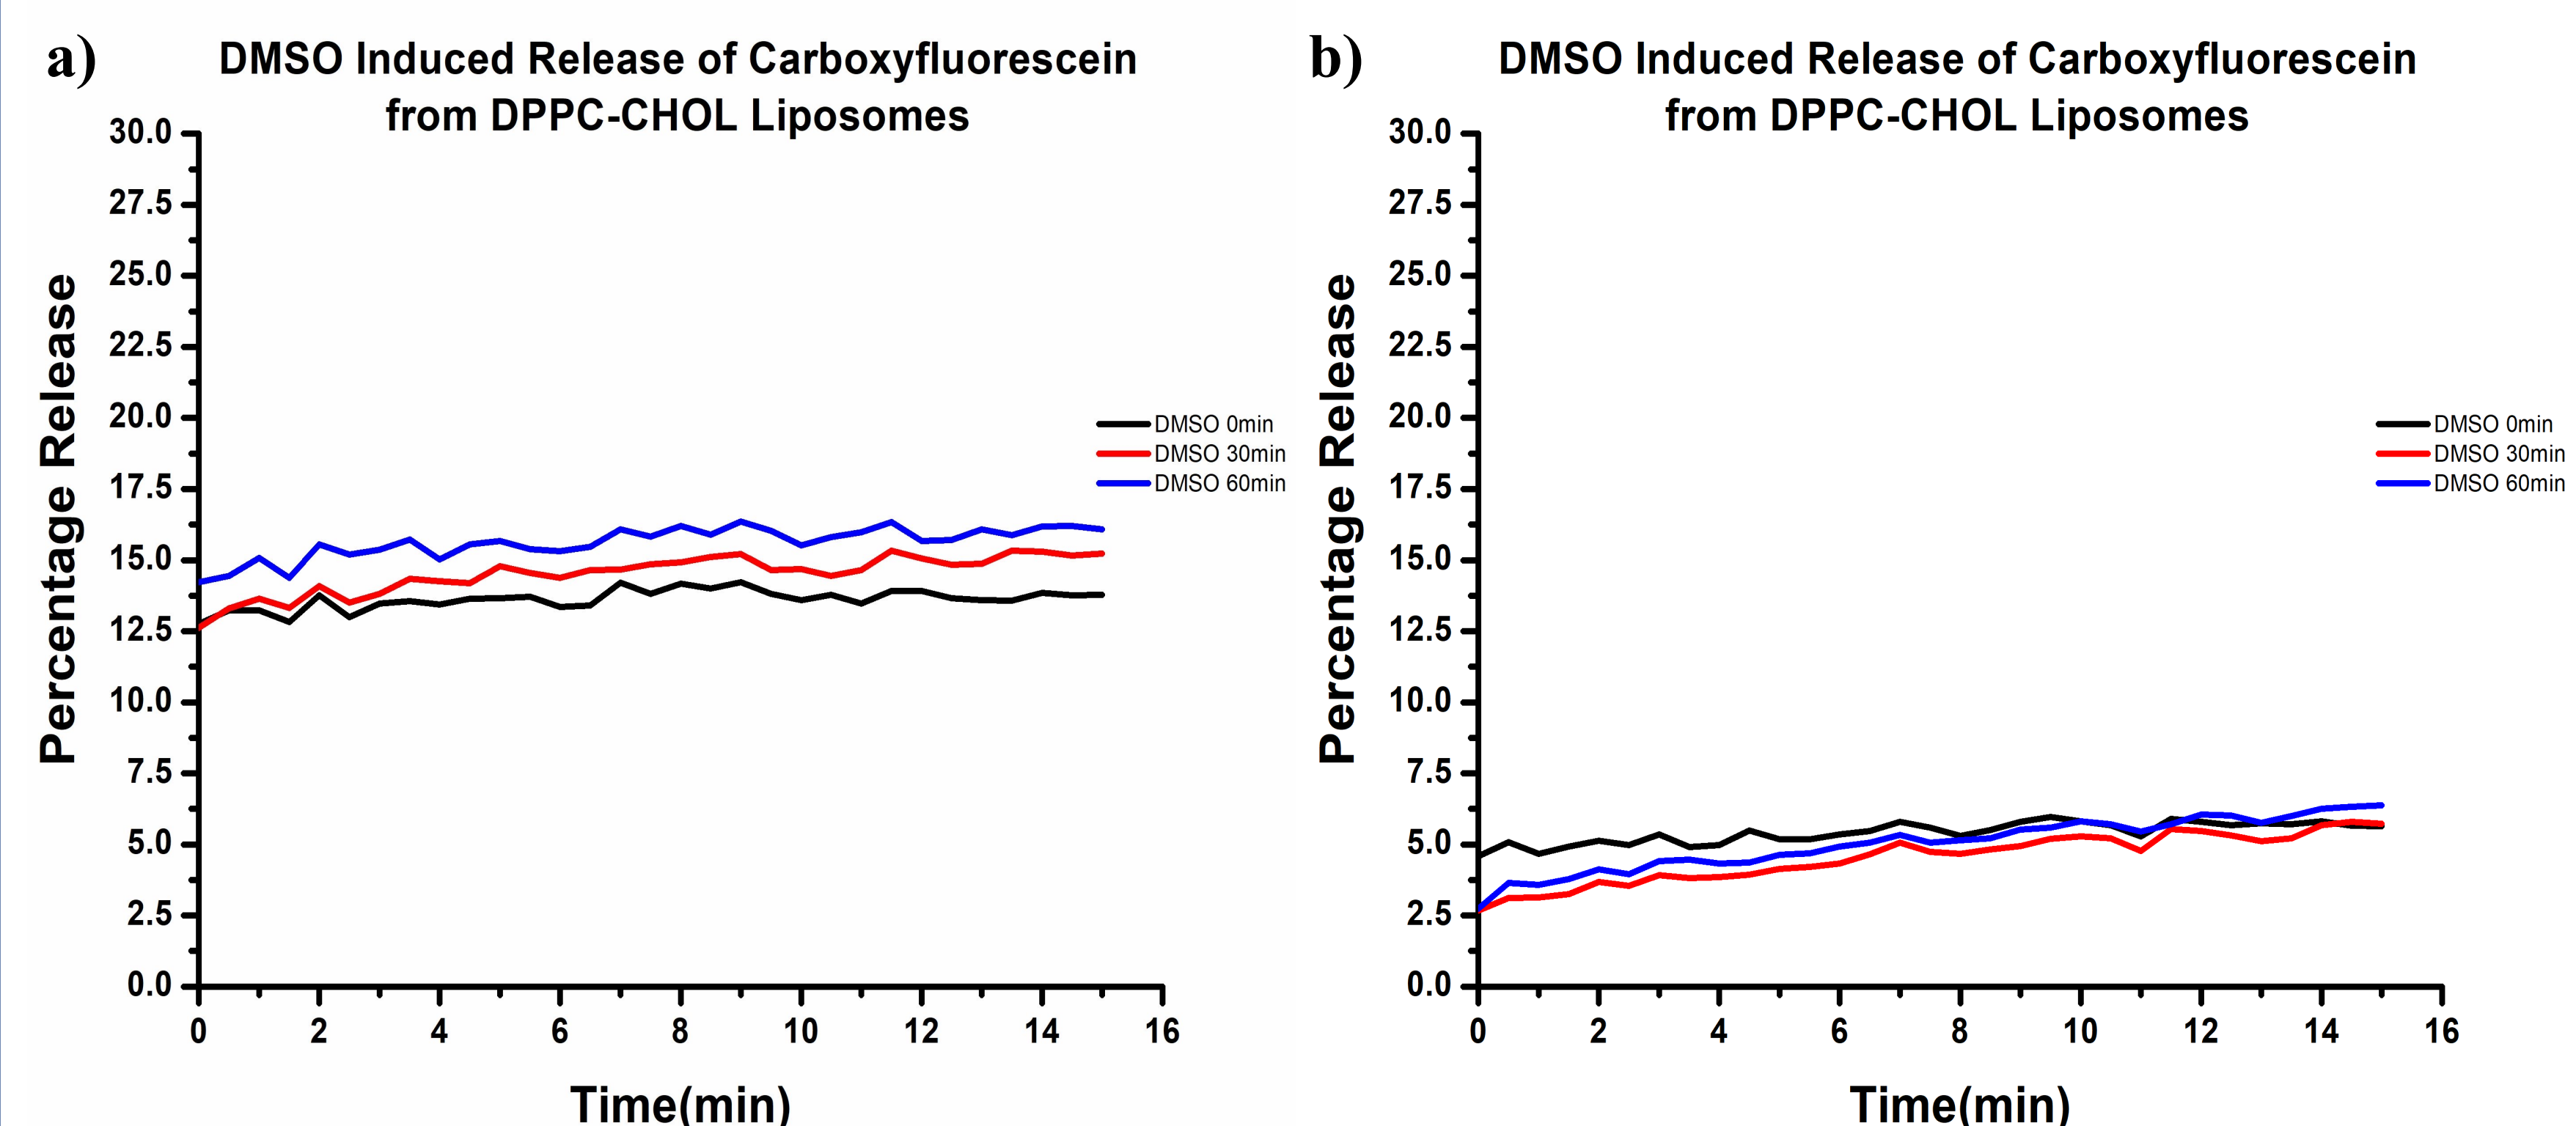 a)
DMSO Induced Release of Carboxyfluorescein
from DPPC-CHOL Liposomes
30.0
27.5
25.0
22.5
20.0
17.5
15.0
12.5
10.0
7.5
5.0
2.5
0.0
Percentage Release
DMSO 0min
DMSO 30min
DMSO 60min
0 2 4 6 8 10 12 14 16
Time(min)
b)
DMSO Induced Release of Carboxyfluorescein
from DPPC-CHOL Liposomes
30.0
27.5
25.0
22.5
20.0
17.5
15.0
12.5
10.0
7.5
5.0
2.5
0.0
Percentage Release
DMSO 0min
DMSO 30min
DMSO 60min
0 2 4 6 8 10 12 14 16
Time(min)